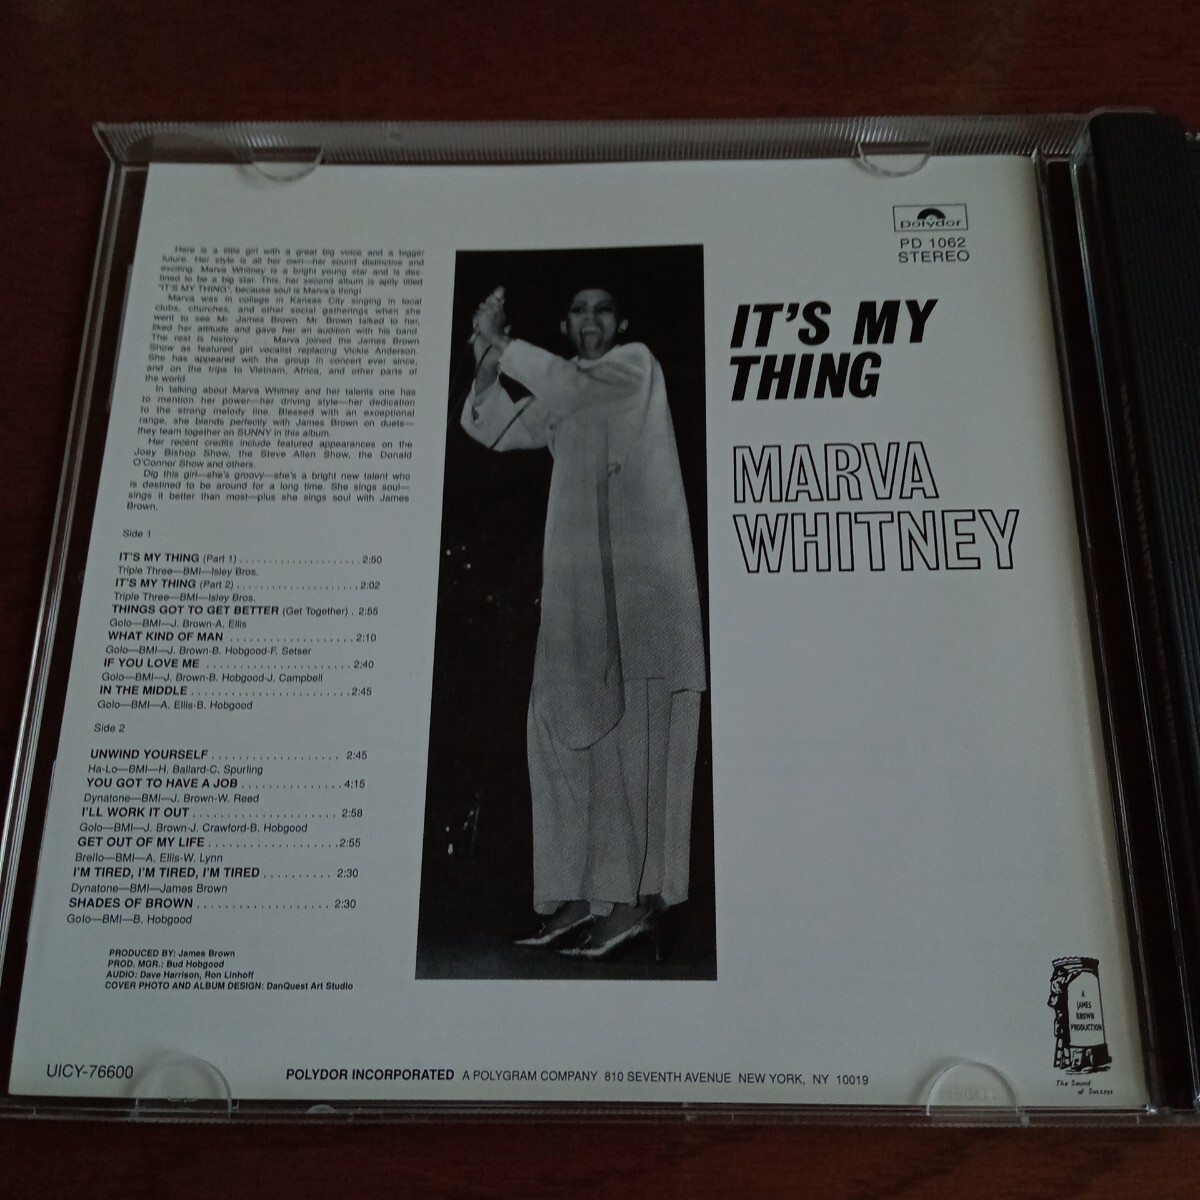 Here is a little girl with a great big voice and a bigger
future. Her style is all her own—her sound distinctive and
exciting. Marva Whitney is a bright young star and is des-
tined to be a big star. This, her second album is aptly titled
"IT'S MY THING", because soul is Marva's thing!
Marva was in college in Kansas City singing in local
clubs, churches, and other social gatherings when she
went to see Mr. James Brown. Mr. Brown talked to her,
liked her attitude and gave her an audition with his band.
The rest is history . . . Marva joined the James Brown
Show as featured girl vocalist replacing Vickie Anderson.
She has appeared with the group in concert ever since,
and on the trips to Vietnam, Africa, and other parts of
the world.
In talking about Marva Whitney and her talents one has
to mention her power—her driving style—her dedication
to the strong melody line. Blessed with an exceptional
range, she blends perfectly with James Brown on duets—
they team together on SUNNY in this album.
Her recent credits include featured appearances on the
Joey Bishop Show, the Steve Allen Show, the Donald
O'Connor Show and others.
Dig this girl—she's groovy—she's a bright new talent who
is destined to be around for a long time. She sings soul—
sings it better than most—plus she sings soul with James
Brown.
Side 1
IT'S MY THING (Part 1) . . . . . . . . . . . . . . . . . . . . . 2:50
Triple Three—BMI—Isley Bros.
IT'S MY THING (Part 2) . . . . . . . . . . . . . . . . . . . . . 2:02
Triple Three—BMI—Isley Bros.
THINGS GOT TO GET BETTER (Get Together) . 2:55
Golo—BMI—J. Brown-A. Ellis
WHAT KIND OF MAN . . . . . . . . . . . . . . . . . . . 2:10
Golo—BMI—J. Brown-B. Hobgood-F. Setser
IF YOU LOVE ME . . . . . . . . . . . . . . . . . . . . . . 2:40
Golo—BMI—J. Brown-B. Hobgood-J. Campbell
IN THE MIDDLE . . . . . . . . . . . . . . . . . . . . . . . . 2:45
Golo—BMI—A. Ellis-B. Hobgood
Side 2
UNWIND YOURSELF . . . . . . . . . . . . . . . . . . . 2:45
Ha-Lo—BMI—H. Ballard-C. Spurling
YOU GOT TO HAVE A JOB . . . . . . . . . . . . . . . 4:15
Dynatone—BMI—J. Brown-W. Reed
I'LL WORK IT OUT . . . . . . . . . . . . . . . . . . . . . 2:58
Golo—BMI—J. Brown-J. Crawford-B. Hobgood
GET OUT OF MY LIFE . . . . . . . . . . . . . . . . . . . 2:55
Brello—BMI—A. Ellis-W. Lynn
I'M TIRED, I'M TIRED, I'M TIRED . . . . . . . . . . 2:30
Dynatone—BMI—James Brown
SHADES OF BROWN . . . . . . . . . . . . . . . . . . . . 2:30
Golo—BMI—B. Hobgood
PRODUCED BY: James Brown
PROD. MGR.: Bud Hobgood
AUDIO: Dave Harrison, Ron Linhoff
COVER PHOTO AND ALBUM DESIGN: DanQuest Art Studio
Polydor
PD 1062
STEREO
IT'S MY
THING
MARVA
WHITNEY
A
JAMES
BROWN
PRODUCTION
The Sound
of Success
UICY-76600
POLYDOR INCORPORATED A POLYGRAM COMPANY 810 SEVENTH AVENUE NEW YORK, NY 10019